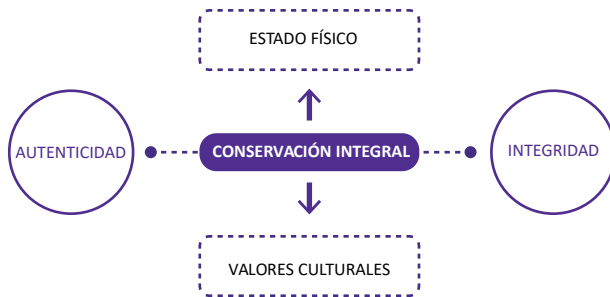 ESTADO FÍSICO
AUTENTICIDAD
CONSERVACIÓN INTEGRAL
INTEGRIDAD
VALORES CULTURALES